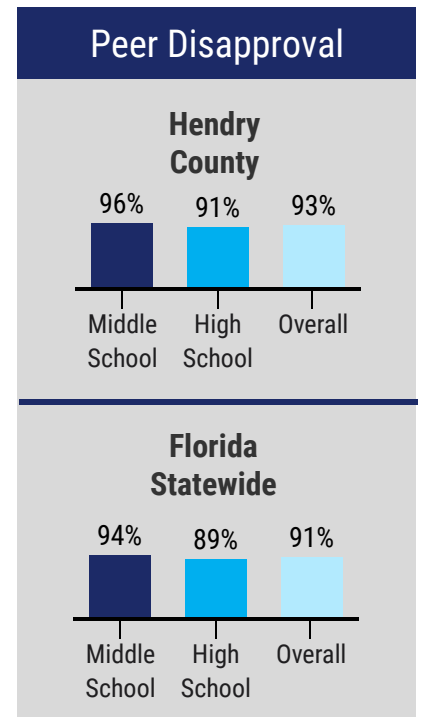 Peer Disapproval
Hendry
County
96% 91% 93%
Middle High Overall
School School
Florida
Statewide
94% 89% 91%
Middle High Overall
School School